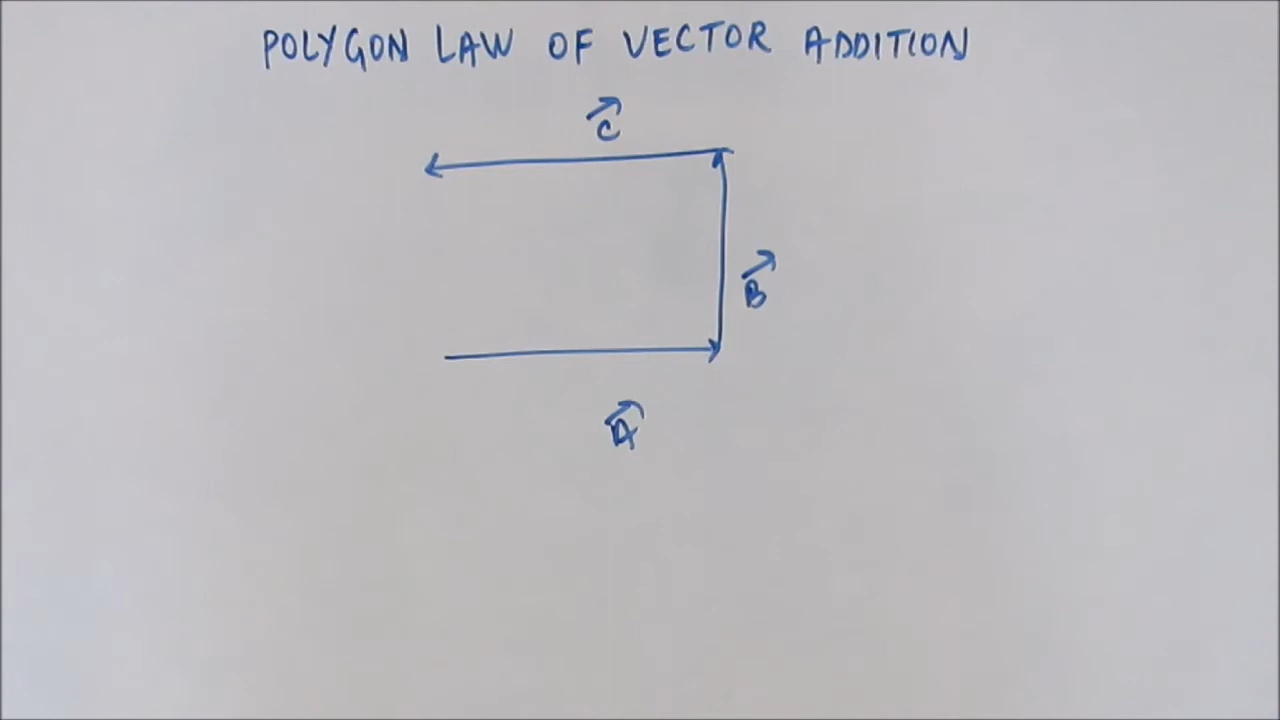 POLYGON LAW OF VECTOR ADDITION
C⃗
B⃗
A⃗